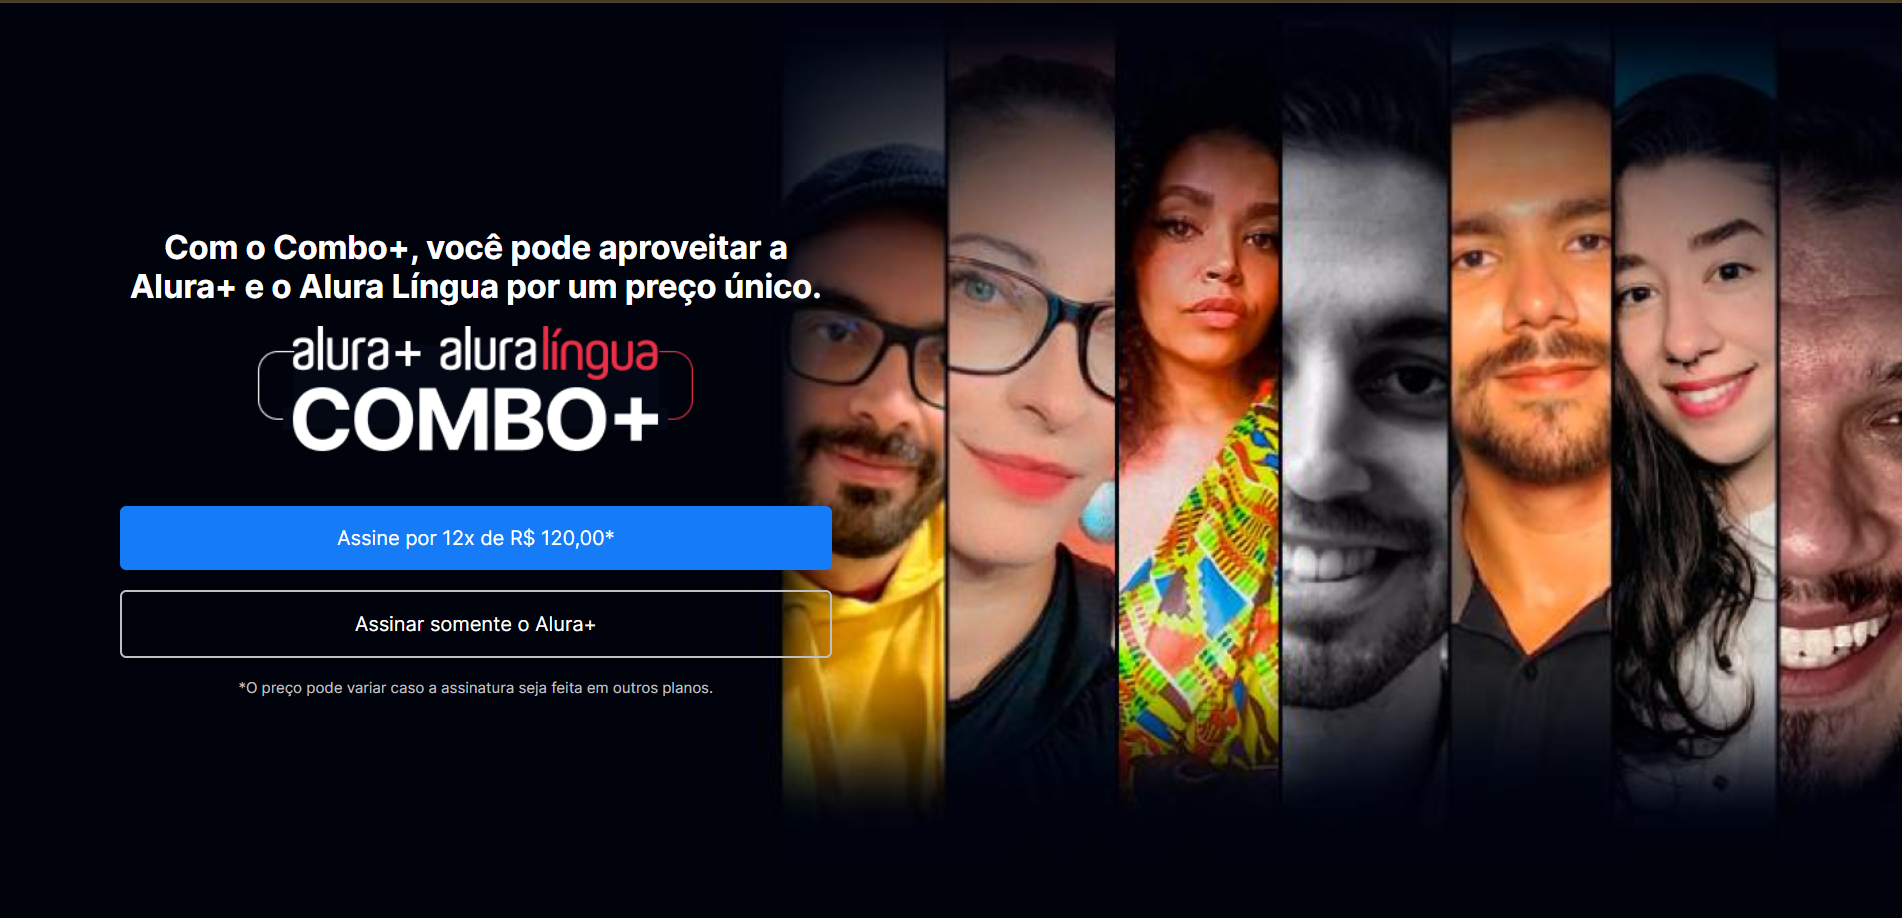 Com o Combo+, você pode aproveitar a
Alura+ e o Alura Língua por um preço único.
alura+ aluralíngua
COMBO+
Assine por 12x de R$ 120,00*
Assinar somente o Alura+
*O preço pode variar caso a assinatura seja feita em outros planos.